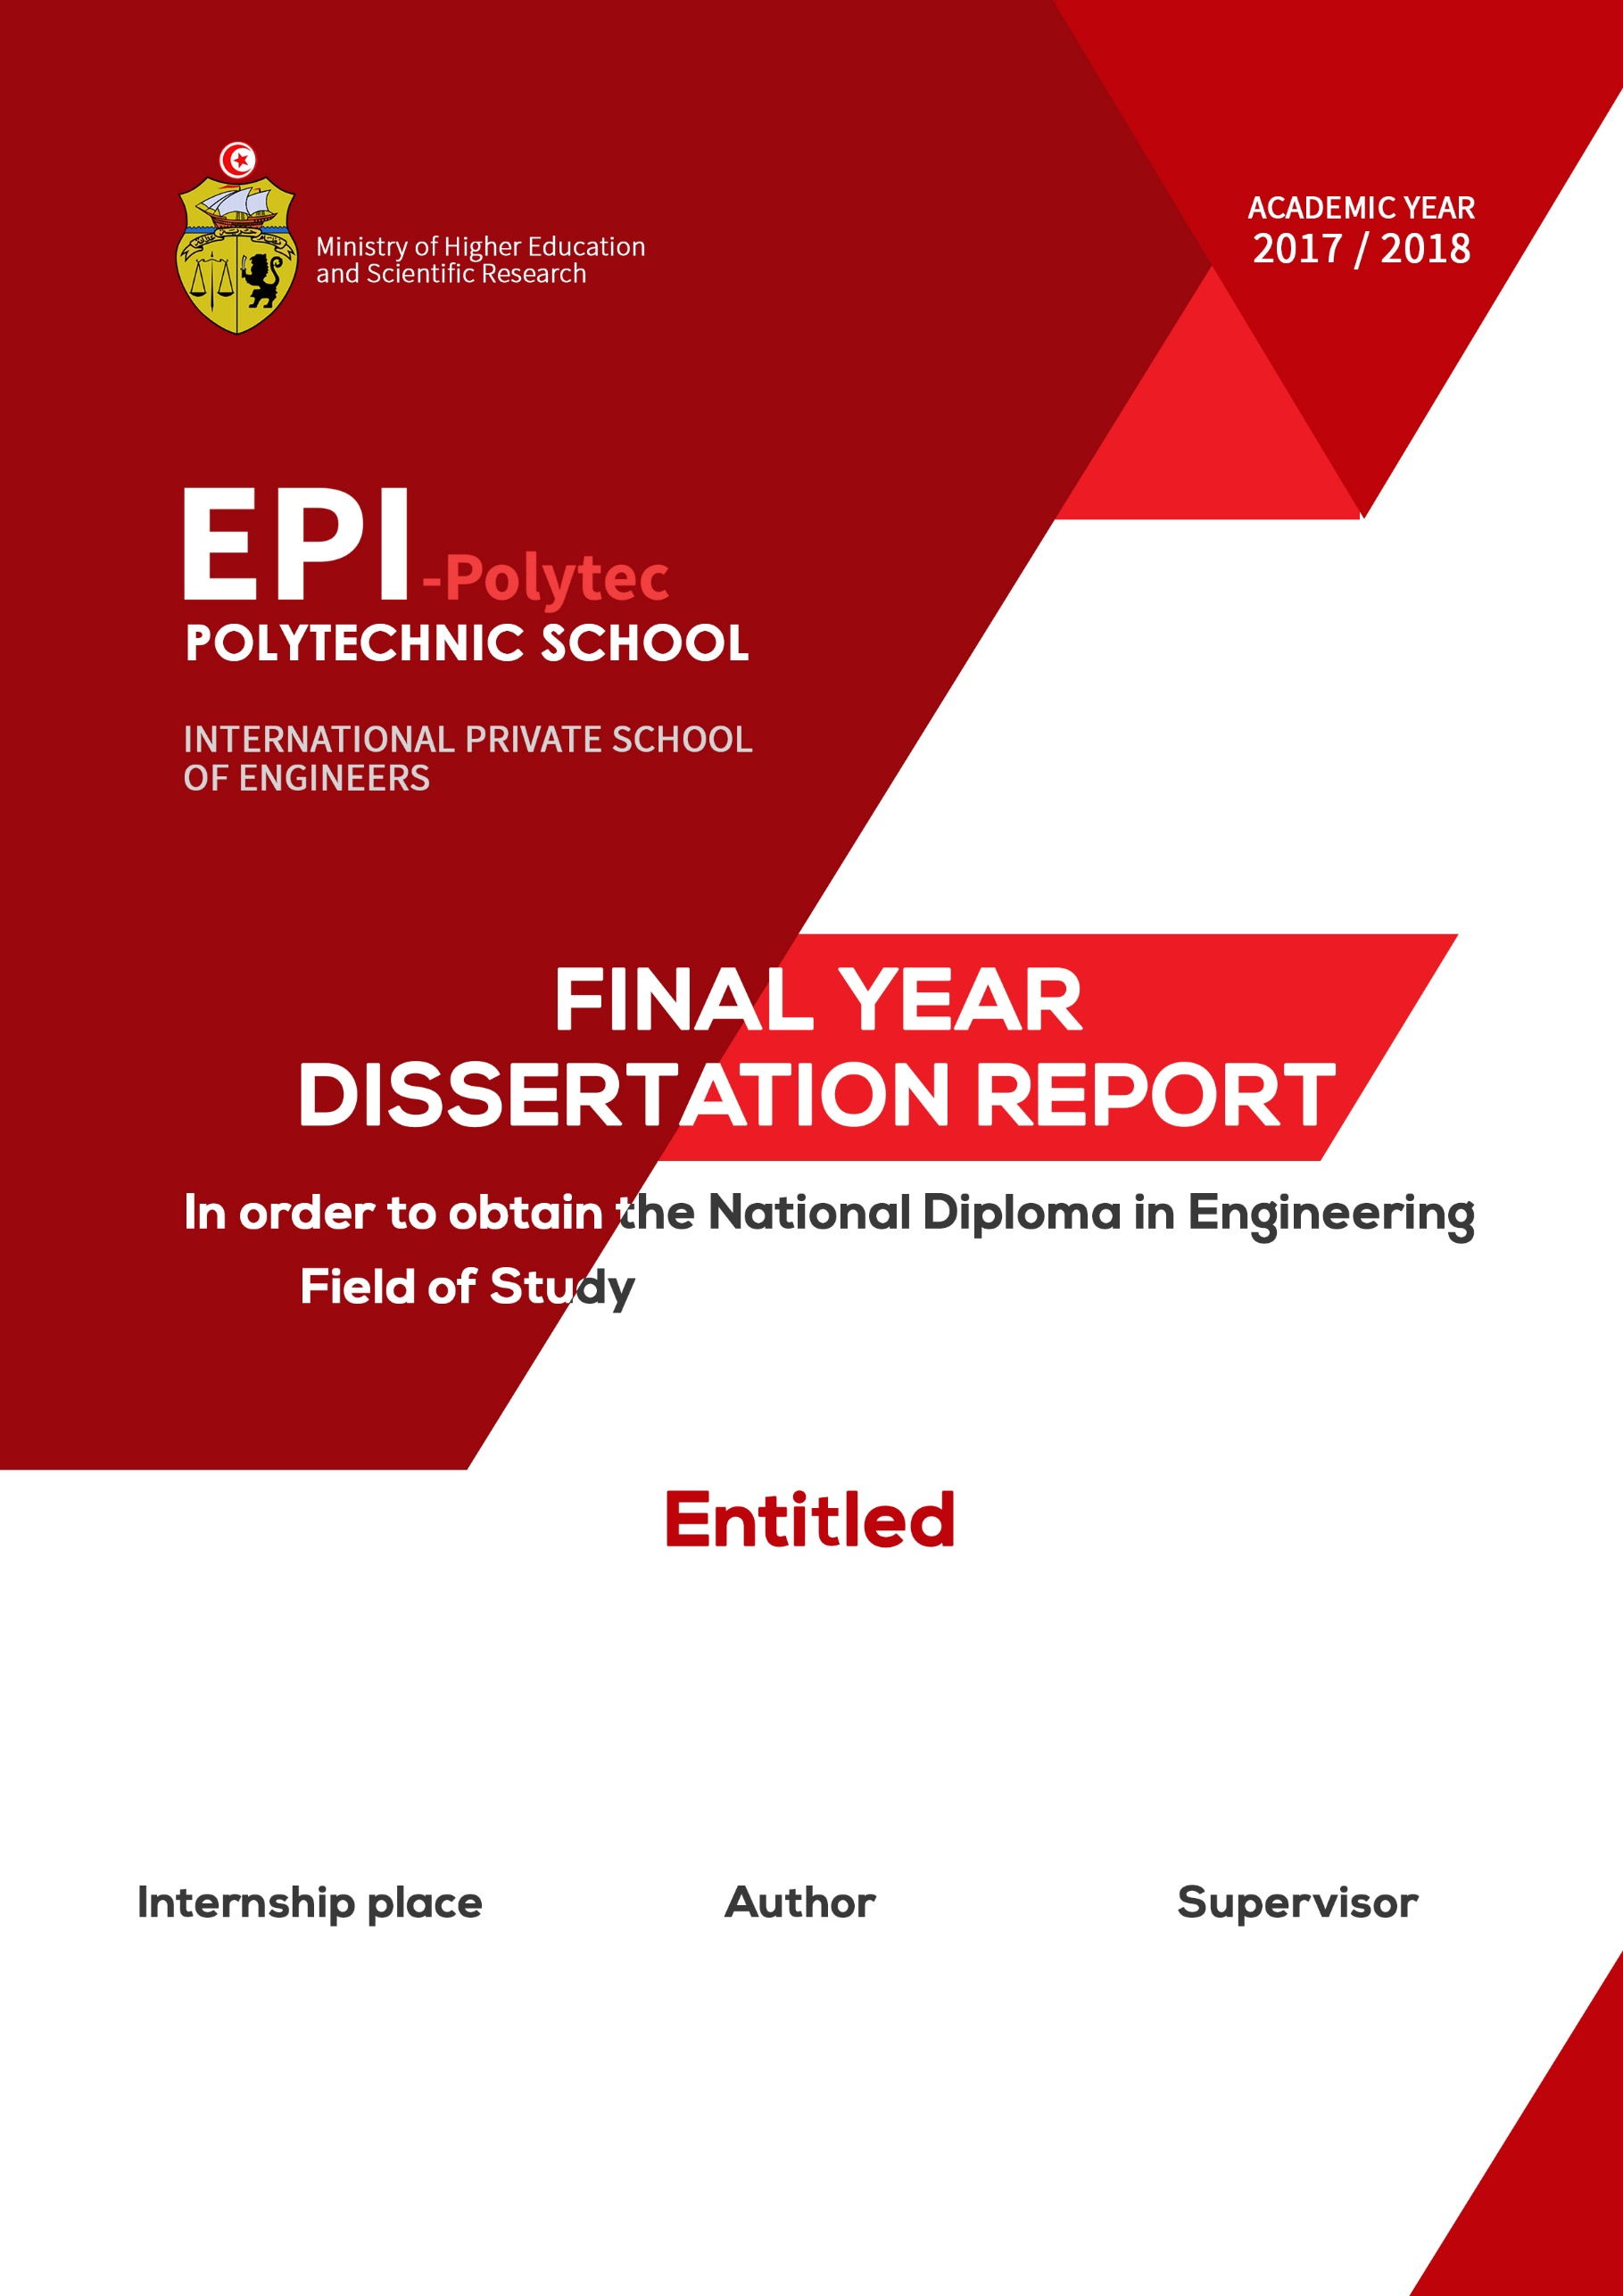 Ministry of Higher Education
and Scientific Research
ACADEMIC YEAR
2017 / 2018
EPI-Polytec
POLYTECHNIC SCHOOL
INTERNATIONAL PRIVATE SCHOOL
OF ENGINEERS
FINAL YEAR
DISSERTATION REPORT
In order to obtain the National Diploma in Engineering
Field of Study
Entitled
Internship place
Author
Supervisor